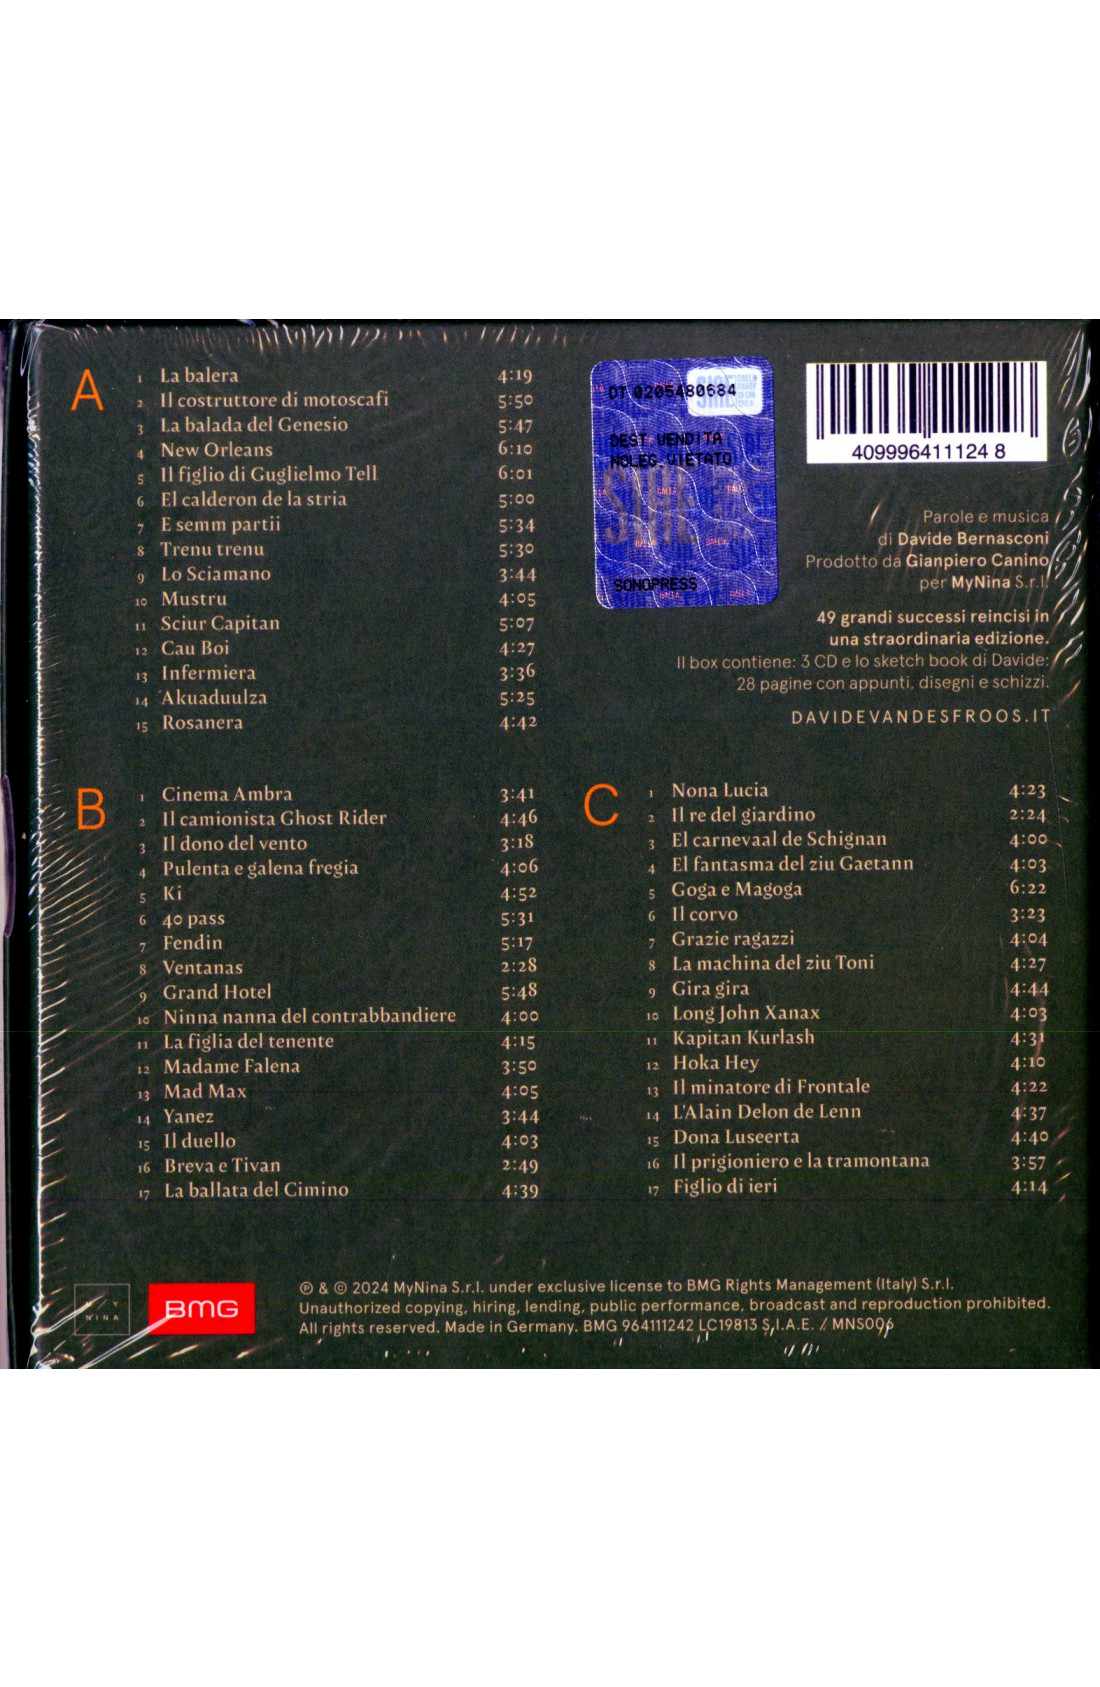 A
1 La balera 4:19
2 Il costruttore di motoscafi 5:50
3 La balada del Genesio 5:47
4 New Orleans 6:10
5 Il figlio di Guglielmo Tell 6:01
6 El calderon de la stria 5:00
7 E semm partii 5:34
8 Trenu trenu 5:30
9 Lo Sciamano 3:44
10 Mustru 4:05
11 Sciur Capitan 5:07
12 Cau Boi 4:27
13 Infermiera 3:36
14 Akuaduulza 5:25
15 Rosanera 4:42
DT 0205480684
DEST VENDITA
NOLEG VIETATO
SIAE
SONOPRESS
409996411124 8
Parole e musica
di Davide Bernasconi
Prodotto da Gianpiero Canino
per MyNina S.r.l.
49 grandi successi reincisi in
una straordinaria edizione.
Il box contiene: 3 CD e lo sketch book di Davide:
28 pagine con appunti, disegni e schizzi.
DAVIDEVANDESFROOS.IT
B
1 Cinema Ambra 3:41
2 Il camionista Ghost Rider 4:46
3 Il dono del vento 3:18
4 Pulenta e galena fregia 4:06
5 Ki 4:52
6 40 pass 5:31
7 Fendin 5:17
8 Ventanas 2:28
9 Grand Hotel 5:48
10 Ninna nanna del contrabbandiere 4:00
11 La figlia del tenente 4:15
12 Madame Falena 3:50
13 Mad Max 4:05
14 Yanez 3:44
15 Il duello 4:03
16 Breva e Tivan 2:49
17 La ballata del Cimino 4:39
C
1 Nona Lucia 4:23
2 Il re del giardino 2:24
3 El carnevaal de Schignan 4:00
4 El fantasma del ziu Gaetann 4:03
5 Goga e Magoga 6:22
6 Il corvo 3:23
7 Grazie ragazzi 4:04
8 La machina del ziu Toni 4:27
9 Gira gira 4:44
10 Long John Xanax 4:03
11 Kapitan Kurlash 4:31
12 Hoka Hey 4:10
13 Il minatore di Frontale 4:22
14 L'Alain Delon de Lenn 4:37
15 Dona Luseerta 4:40
16 Il prigioniero e la tramontana 3:57
17 Figlio di ieri 4:14
MY
NINA
BMG
℗ & © 2024 MyNina S.r.l. under exclusive license to BMG Rights Management (Italy) S.r.l.
Unauthorized copying, hiring, lending, public performance, broadcast and reproduction prohibited.
All rights reserved. Made in Germany. BMG 964111242 LC19813 S.I.A.E. / MNS006